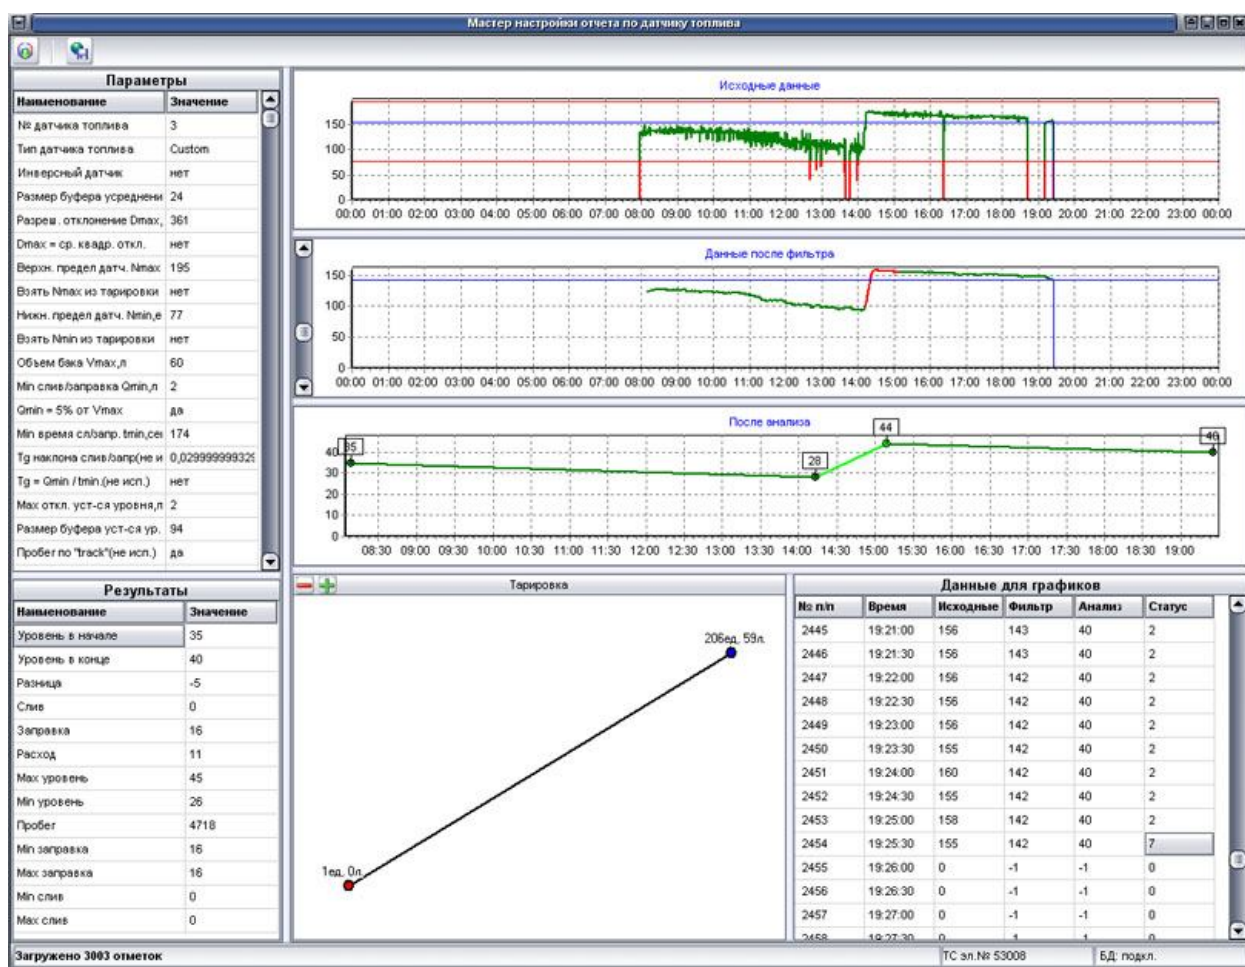 Мастер настройки отчета по датчику топлива
Параметры
Наименование Значение
№ датчика топлива 3
Тип датчика топлива Custom
Инверсный датчик нет
Размер буфера усреднени 24
Разреш. отклонение Dmax, 361
Dmax = ср. квадр. откл. нет
Верхн. предел датч. Nmax 195
Взять Nmax из тарировки нет
Нижн. предел датч. Nmin,е 77
Взять Nmin из тарировки нет
Объем бака Vmax,л 60
Min слив/заправка Qmin,л 2
Qmin = 5% от Vmax да
Min время сл/запр. tmin,сек 174
Tg наклона слив/запр(не и 0,029999999329
Tg = Qmin / tmin.(не исп.) нет
Max откл. уст-ся уровня,л 2
Размер буфера уст-ся ур. 94
Пробег по "track"(не исп.) да
Результаты
Наименование Значение
Уровень в начале 35
Уровень в конце 40
Разница -5
Слив 0
Заправка 16
Расход 11
Max уровень 45
Min уровень 26
Пробег 4718
Min заправка 16
Max заправка 16
Min слив 0
Max слив 0
Исходные данные
150
100
50
0
00:00 01:00 02:00 03:00 04:00 05:00 06:00 07:00 08:00 09:00 10:00 11:00 12:00 13:00 14:00 15:00 16:00 17:00 18:00 19:00 20:00 21:00 22:00 23:00 00:00
Данные после фильтра
150
100
50
0
00:00 01:00 02:00 03:00 04:00 05:00 06:00 07:00 08:00 09:00 10:00 11:00 12:00 13:00 14:00 15:00 16:00 17:00 18:00 19:00 20:00 21:00 22:00 23:00 00:00
После анализа
35 28 44 40
40
30
20
10
0
08:30 09:00 09:30 10:00 10:30 11:00 11:30 12:00 12:30 13:00 13:30 14:00 14:30 15:00 15:30 16:00 16:30 17:00 17:30 18:00 18:30 19:00
Тарировка
206ед, 59л.
1ед, 0л.
Данные для графиков
№ п/п Время Исходные Фильтр Анализ Статус
2445 19:21:00 156 143 40 2
2446 19:21:30 156 143 40 2
2447 19:22:00 156 142 40 2
2448 19:22:30 156 142 40 2
2449 19:23:00 156 142 40 2
2450 19:23:30 155 142 40 2
2451 19:24:00 160 142 40 2
2452 19:24:30 155 142 40 2
2453 19:25:00 158 142 40 2
2454 19:25:30 155 142 40 7
2455 19:26:00 0 -1 -1 0
2456 19:26:30 0 -1 -1 0
2457 19:27:00 0 -1 -1 0
2458 19:27:30 0 -1 -1 0
Загружено 3003 отметок
ТС эл.№ 53008
БД: подкл.